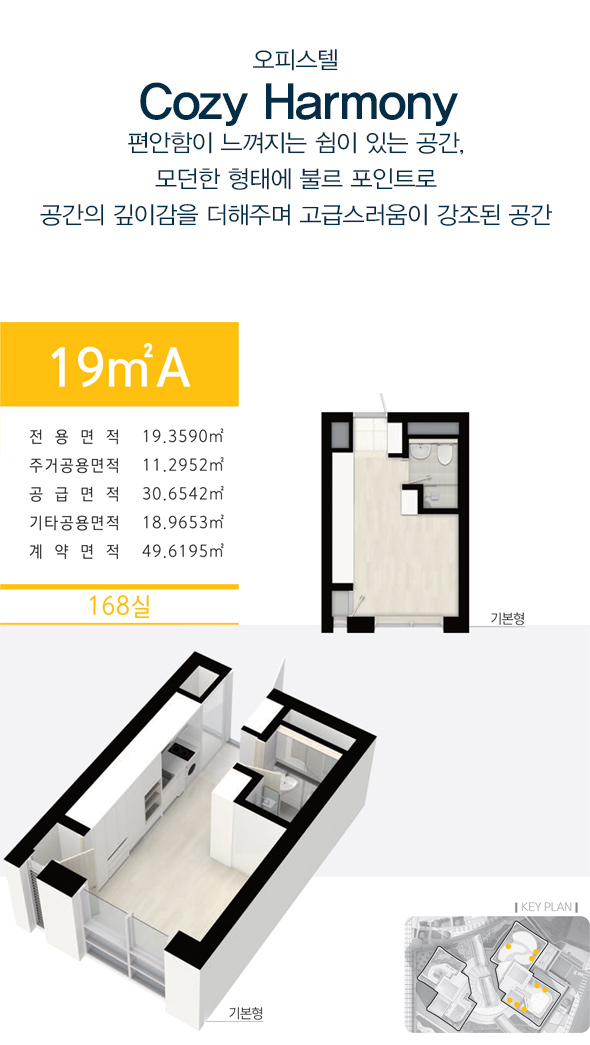 오피스텔
Cozy Harmony
편안함이 느껴지는 쉼이 있는 공간,
모던한 형태에 불르 포인트로
공간의 깊이감을 더해주며 고급스러움이 강조된 공간
19㎡A
전용면적 19.3590㎡
주거공용면적 11.2952㎡
공급면적 30.6542㎡
기타공용면적 18.9653㎡
계약면적 49.6195㎡
168실
기본형
기본형
KEY PLAN